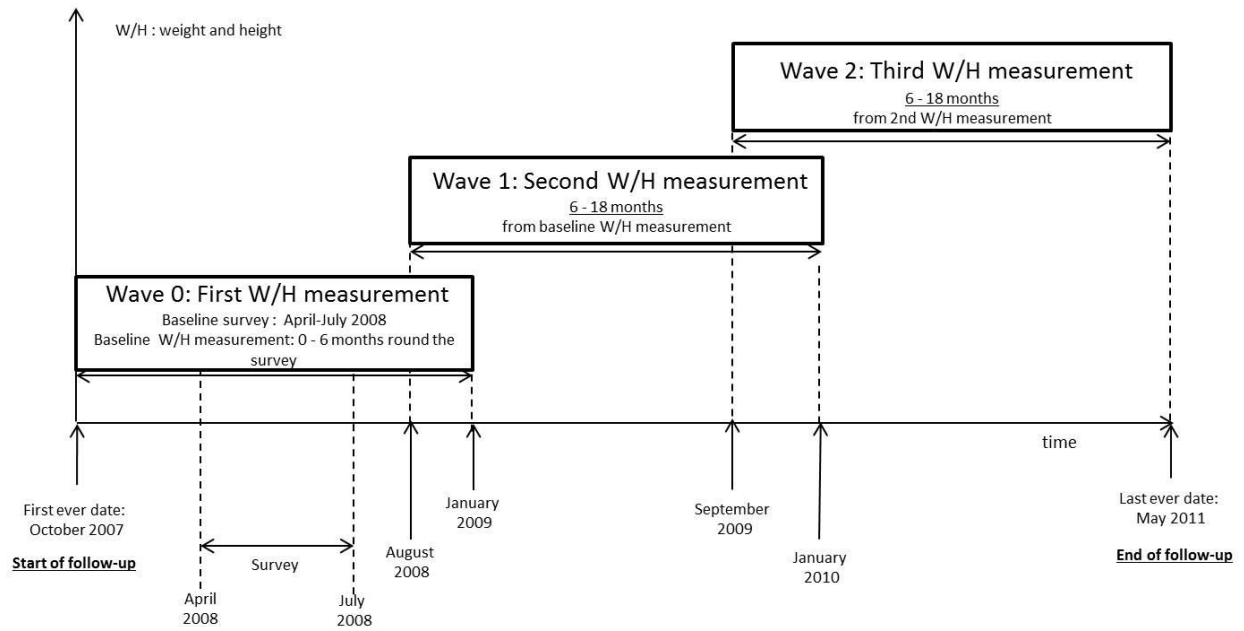 W/H : weight and height
Wave 2: Third W/H measurement
6 - 18 months
from 2nd W/H measurement
Wave 1: Second W/H measurement
6 - 18 months
from baseline W/H measurement
Wave 0: First W/H measurement
Baseline survey : April-July 2008
Baseline W/H measurement: 0 - 6 months round the
survey
time
First ever date:
October 2007
Start of follow-up
April
2008
Survey
July
2008
August
2008
January
2009
September
2009
January
2010
Last ever date:
May 2011
End of follow-up